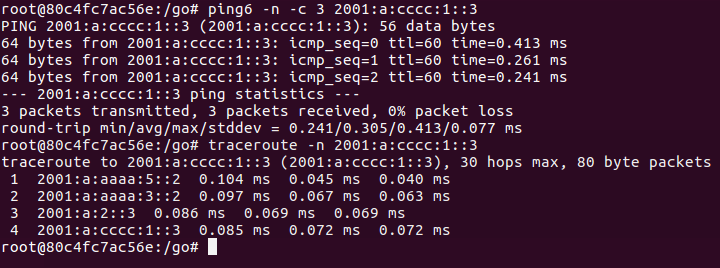 root@80c4fc7ac56e:/go# ping6 -n -c 3 2001:a:cccc:1::3
PING 2001:a:cccc:1::3 (2001:a:cccc:1::3): 56 data bytes
64 bytes from 2001:a:cccc:1::3: icmp_seq=0 ttl=60 time=0.413 ms
64 bytes from 2001:a:cccc:1::3: icmp_seq=1 ttl=60 time=0.261 ms
64 bytes from 2001:a:cccc:1::3: icmp_seq=2 ttl=60 time=0.241 ms
--- 2001:a:cccc:1::3 ping statistics ---
3 packets transmitted, 3 packets received, 0% packet loss
round-trip min/avg/max/stddev = 0.241/0.305/0.413/0.077 ms
root@80c4fc7ac56e:/go# traceroute -n 2001:a:cccc:1::3
traceroute to 2001:a:cccc:1::3 (2001:a:cccc:1::3), 30 hops max, 80 byte packets
 1  2001:a:aaaa:5::2  0.104 ms  0.045 ms  0.040 ms
 2  2001:a:aaaa:3::2  0.097 ms  0.067 ms  0.063 ms
 3  2001:a:2::3  0.086 ms  0.069 ms  0.069 ms
 4  2001:a:cccc:1::3  0.085 ms  0.072 ms  0.072 ms
root@80c4fc7ac56e:/go#